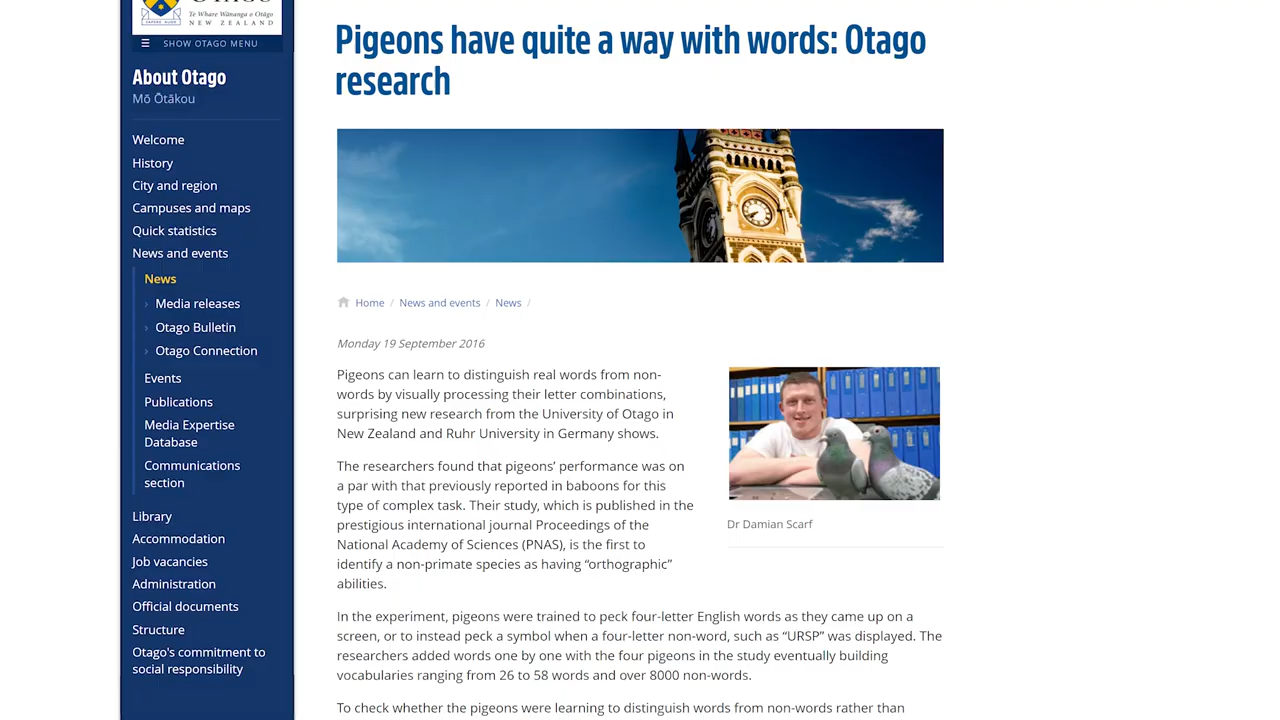 Te Whare Wānanga o Otāgo
NEW ZEALAND
☰ SHOW OTAGO MENU
About Otago
Mō Ōtākou
Welcome
History
City and region
Campuses and maps
Quick statistics
News and events
News
› Media releases
› Otago Bulletin
› Otago Connection
Events
Publications
Media Expertise
Database
Communications
section
Library
Accommodation
Job vacancies
Administration
Official documents
Structure
Otago's commitment to
social responsibility
Pigeons have quite a way with words: Otago
research
Home / News and events / News /
Monday 19 September 2016
Pigeons can learn to distinguish real words from non-
words by visually processing their letter combinations,
surprising new research from the University of Otago in
New Zealand and Ruhr University in Germany shows.
The researchers found that pigeons’ performance was on
a par with that previously reported in baboons for this
type of complex task. Their study, which is published in the
prestigious international journal Proceedings of the
National Academy of Sciences (PNAS), is the first to
identify a non-primate species as having “orthographic”
abilities.
Dr Damian Scarf
In the experiment, pigeons were trained to peck four-letter English words as they came up on a
screen, or to instead peck a symbol when a four-letter non-word, such as “URSP” was displayed. The
researchers added words one by one with the four pigeons in the study eventually building
vocabularies ranging from 26 to 58 words and over 8000 non-words.
To check whether the pigeons were learning to distinguish words from non-words rather than